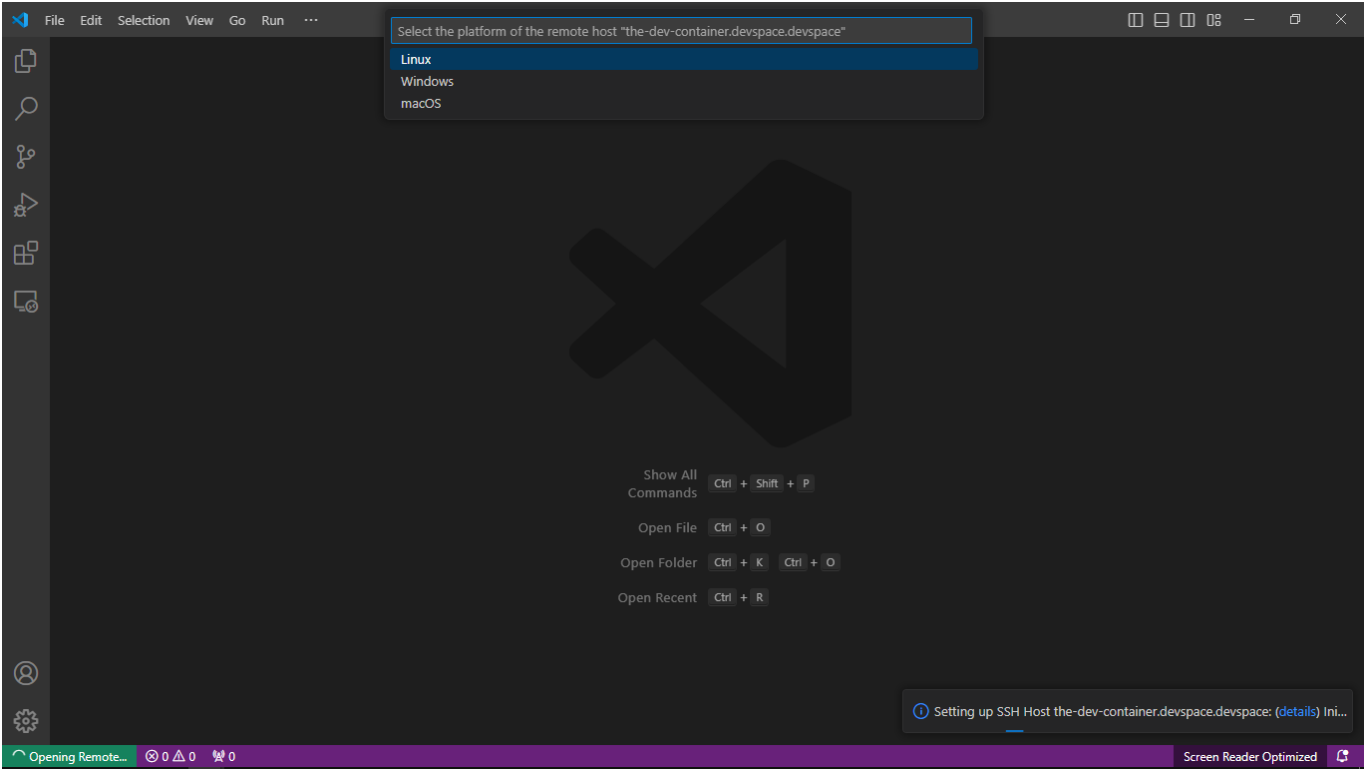 File Edit Selection View Go Run ···
Select the platform of the remote host "the-dev-container.devspace.devspace"
Linux
Windows
macOS
Show All Commands Ctrl + Shift + P
Open File Ctrl + O
Open Folder Ctrl + K Ctrl + O
Open Recent Ctrl + R
Setting up SSH Host the-dev-container.devspace.devspace: (details) Ini...
Opening Remote... 0 0 0 Screen Reader Optimized